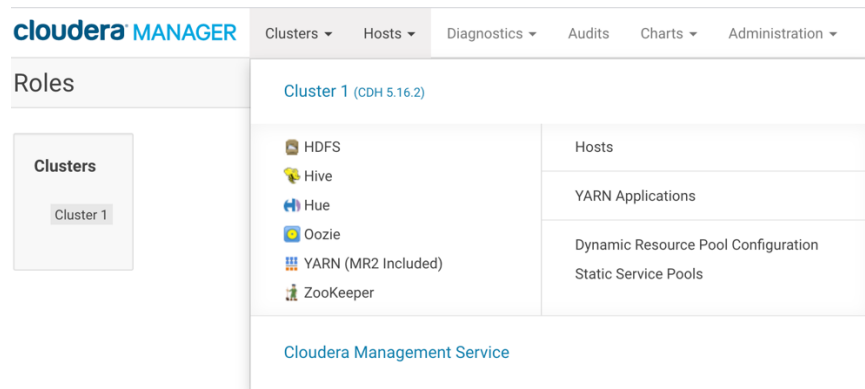 cloudera MANAGER Clusters Hosts Diagnostics Audits Charts Administration
Roles
Clusters
Cluster 1
Cluster 1 (CDH 5.16.2)
HDFS
Hive
Hue
Oozie
YARN (MR2 Included)
ZooKeeper
Hosts
YARN Applications
Dynamic Resource Pool Configuration
Static Service Pools
Cloudera Management Service